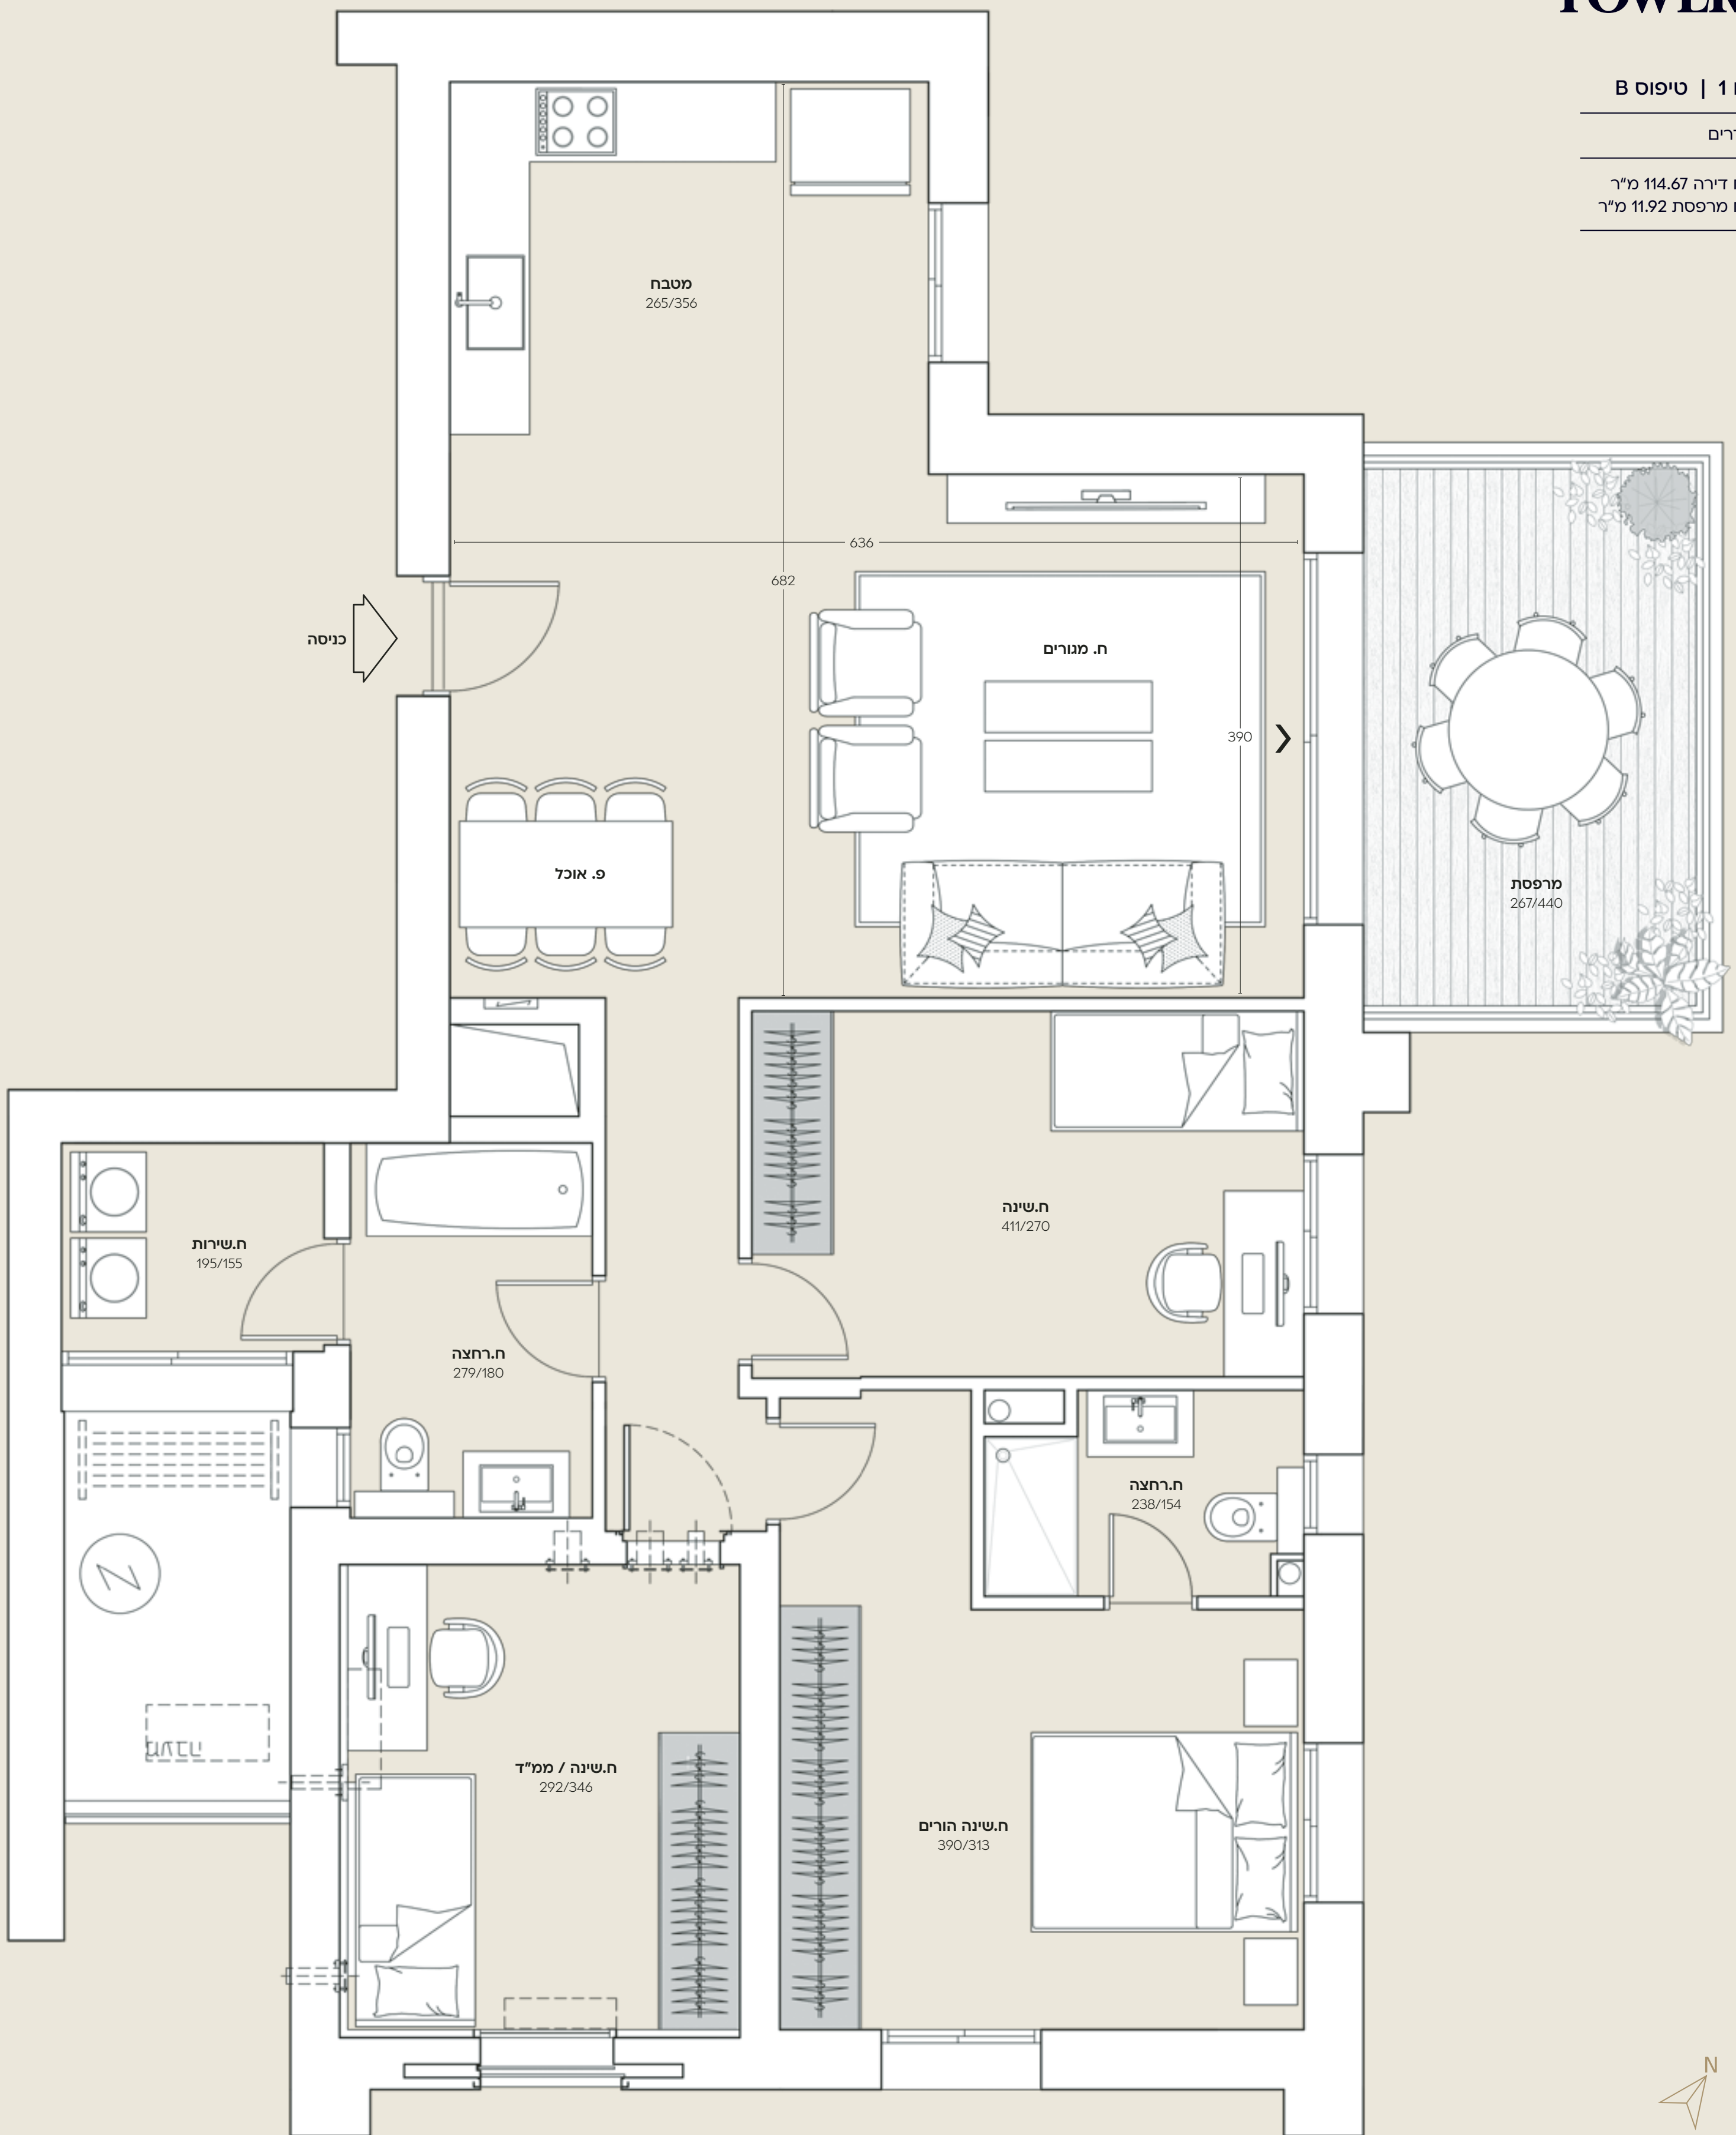 טיפוס B | 1
דירה 114.67 מ"ר
מרפסת 11.92 מ"ר
מטבח
265/356
636
682
כניסה
ח. מגורים
390
פ. אוכל
מרפסת
267/440
ח.שינה
411/270
ח.שירות
195/155
ח.רחצה
279/180
ח.רחצה
238/154
ח.שינה / ממ"ד
292/346
ח.שינה הורים
390/313
N